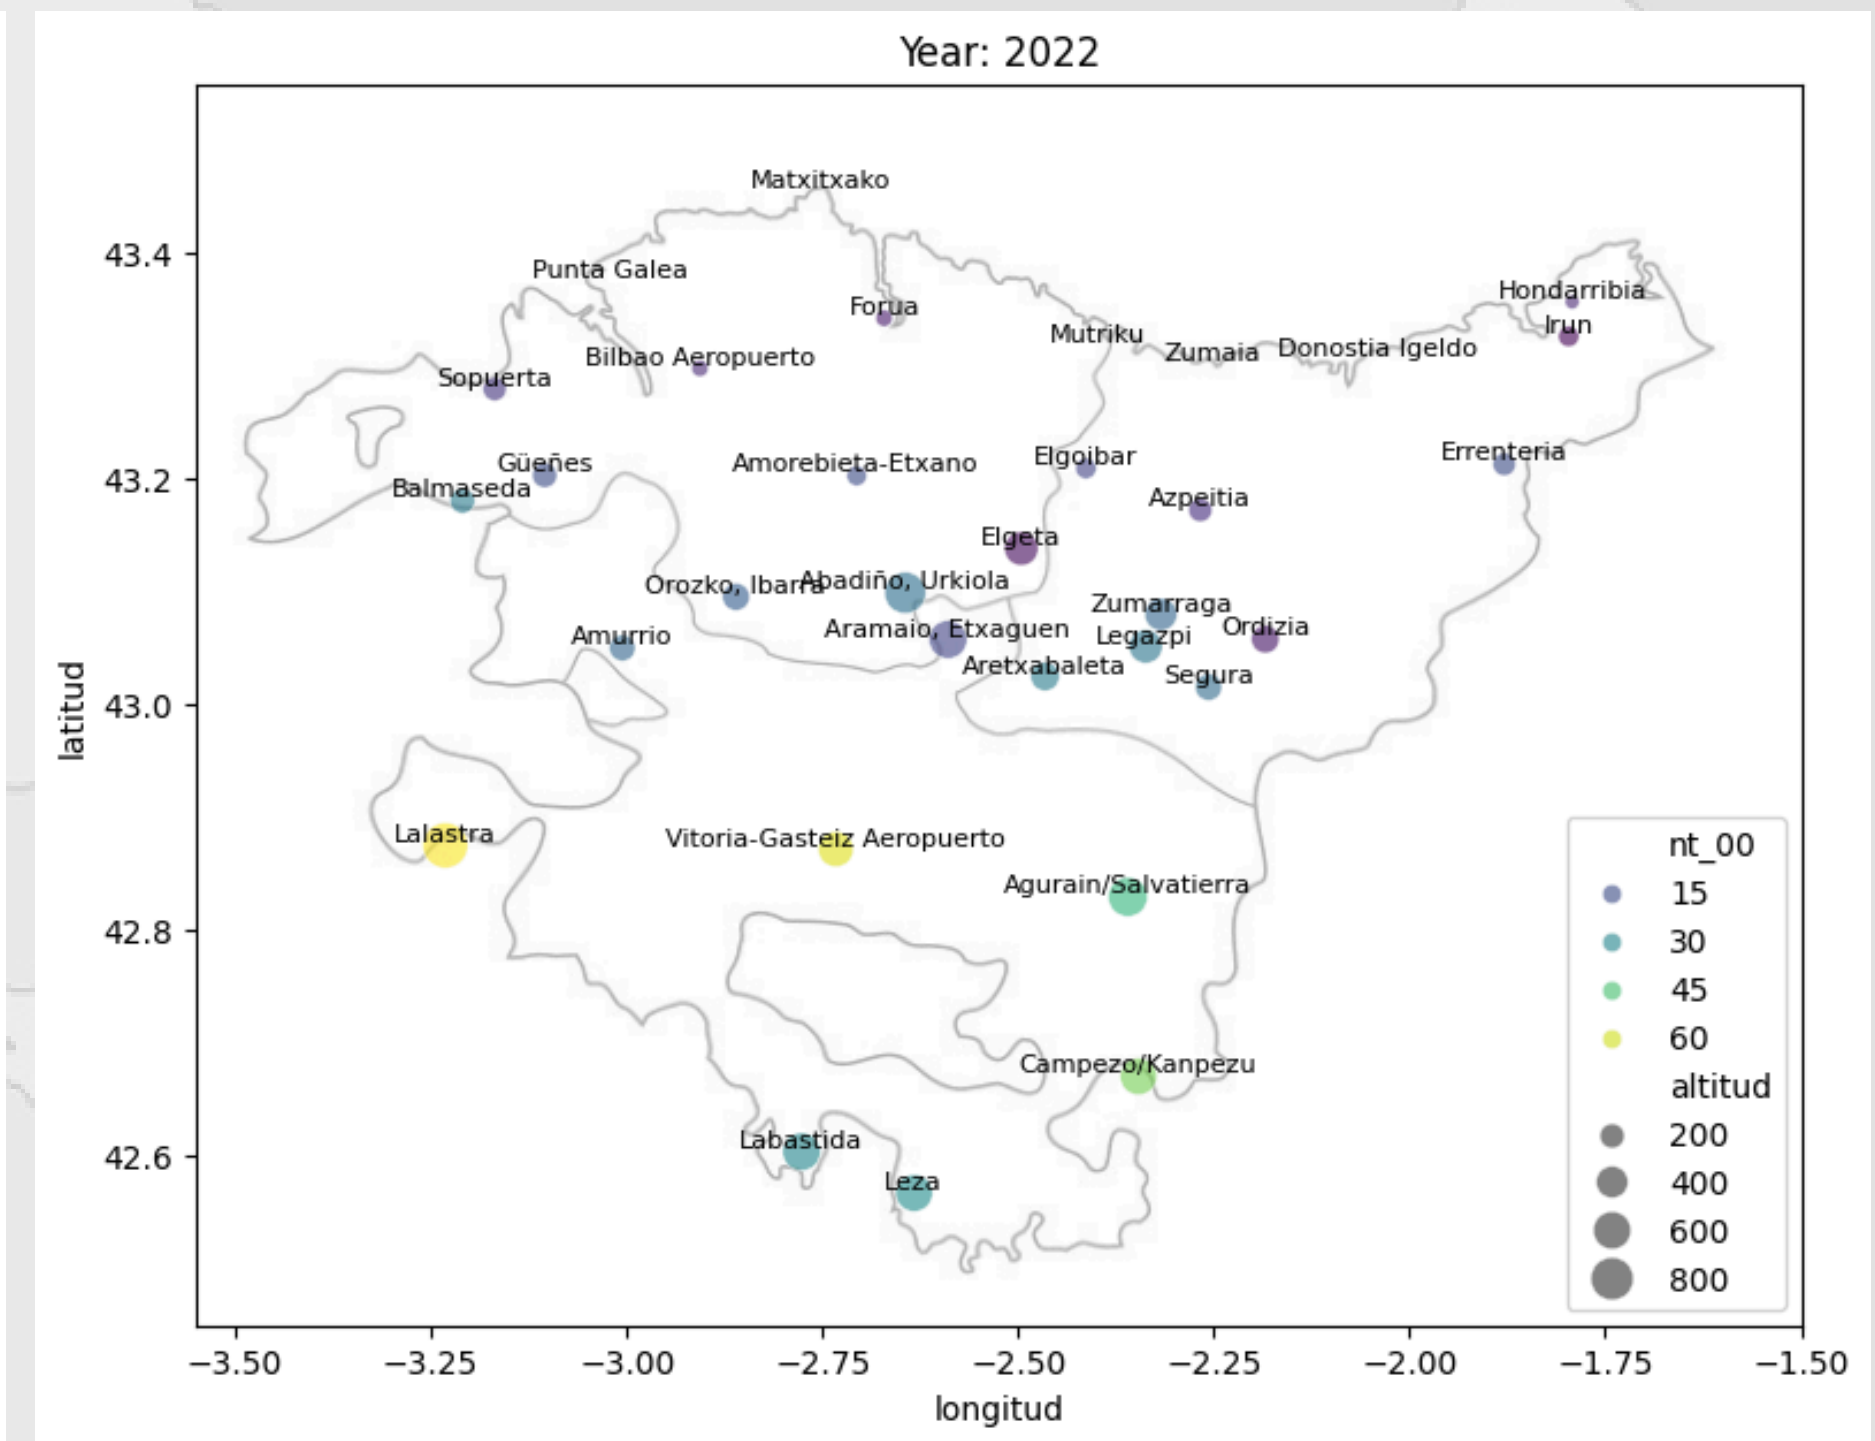 Year: 2022
Matxitxako
43.4
Punta Galea
Hondarribia
Forua
Irun
Mutriku
Zumaia
Donostia Igeldo
Bilbao Aeropuerto
Sopuerta
Errenteria
Elgoibar
Amorebieta-Etxano
Güeñes
43.2
Balmaseda
Azpeitia
Elgeta
Abadiño, Urkiola
Orozko, Ibarra
Zumarraga
Ordizia
Aramaio, Etxaguen
Legazpi
Amurrio
Aretxabaleta
Segura
43.0
latitud
Lalastra
Vitoria-Gasteiz Aeropuerto
Agurain/Salvatierra
42.8
Campezo/Kanpezu
Labastida
42.6
Leza
nt_00
15
30
45
60
altitud
200
400
600
800
−3.50 −3.25 −3.00 −2.75 −2.50 −2.25 −2.00 −1.75 −1.50
longitud